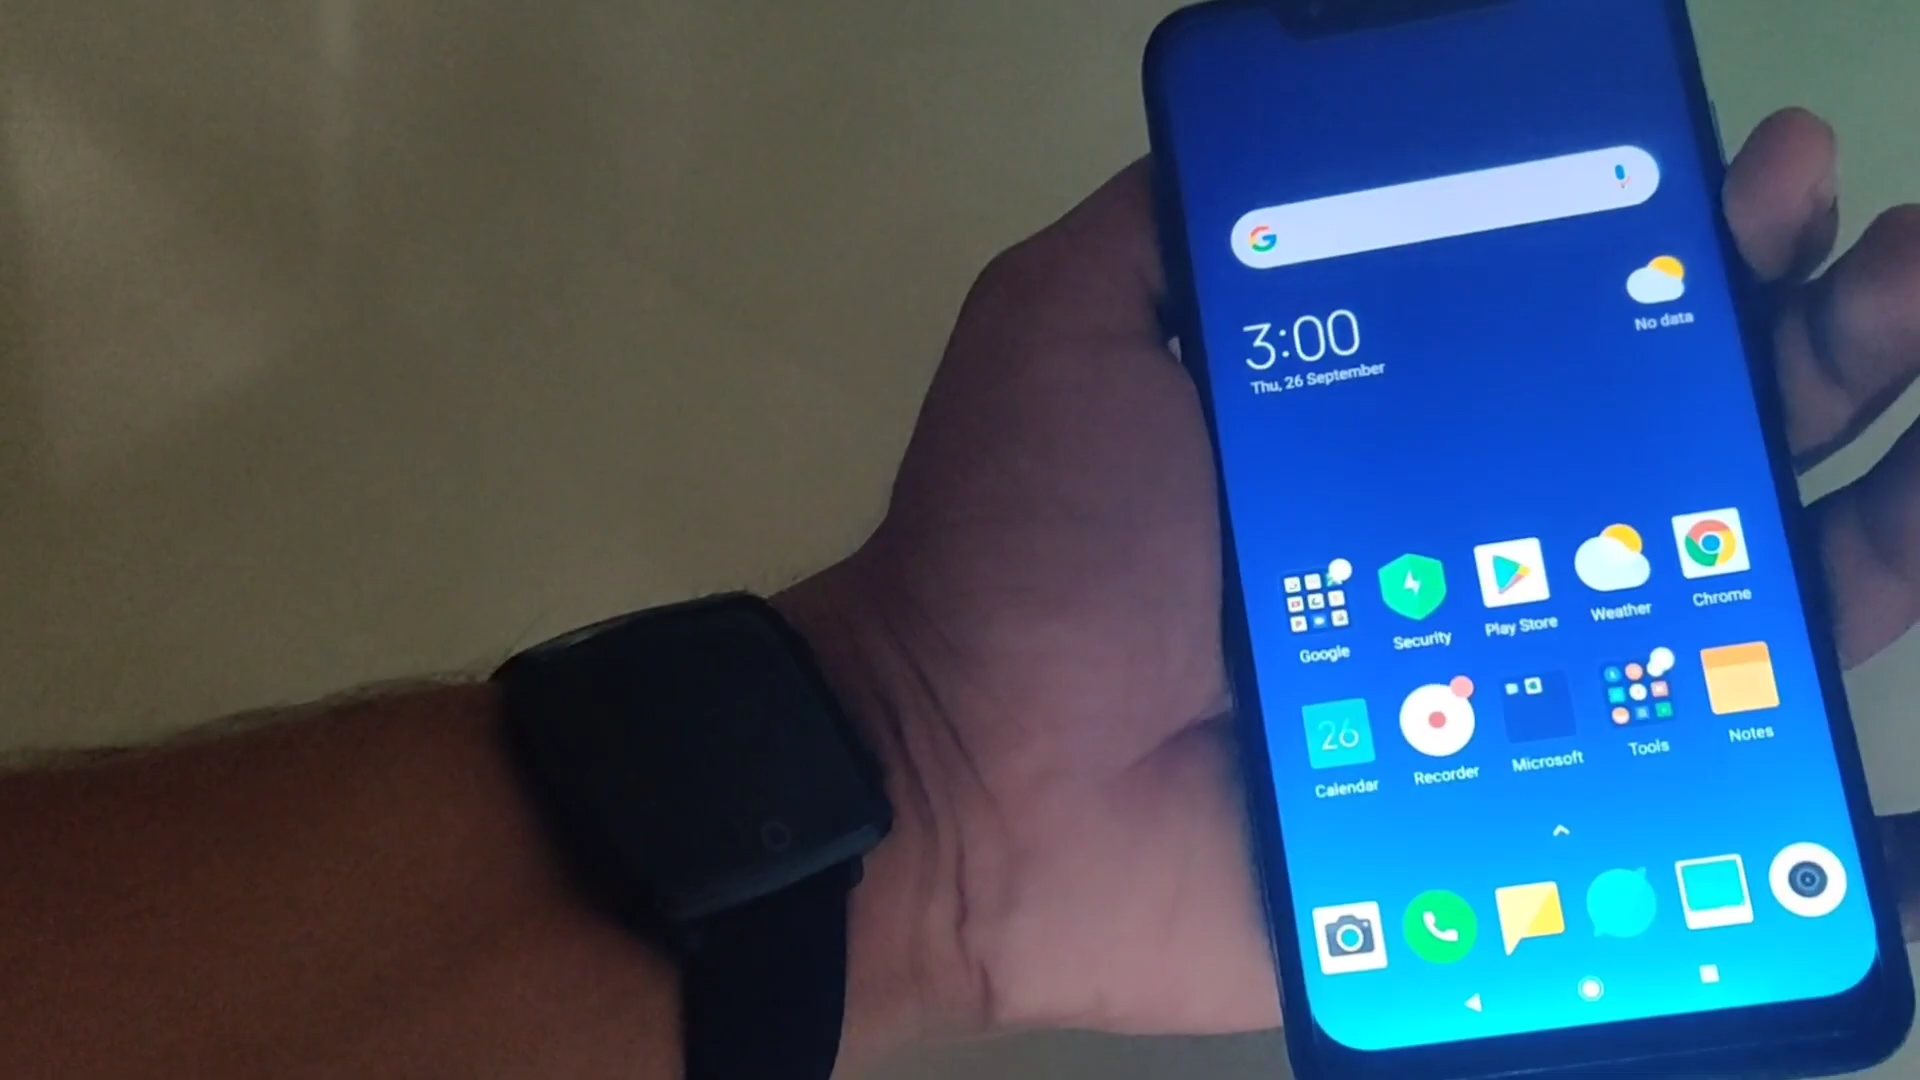 No data
3:00
Thu, 26 September
Google
Security
Play Store
Weather
Chrome
26
Calendar
Recorder
Microsoft
Tools
Notes